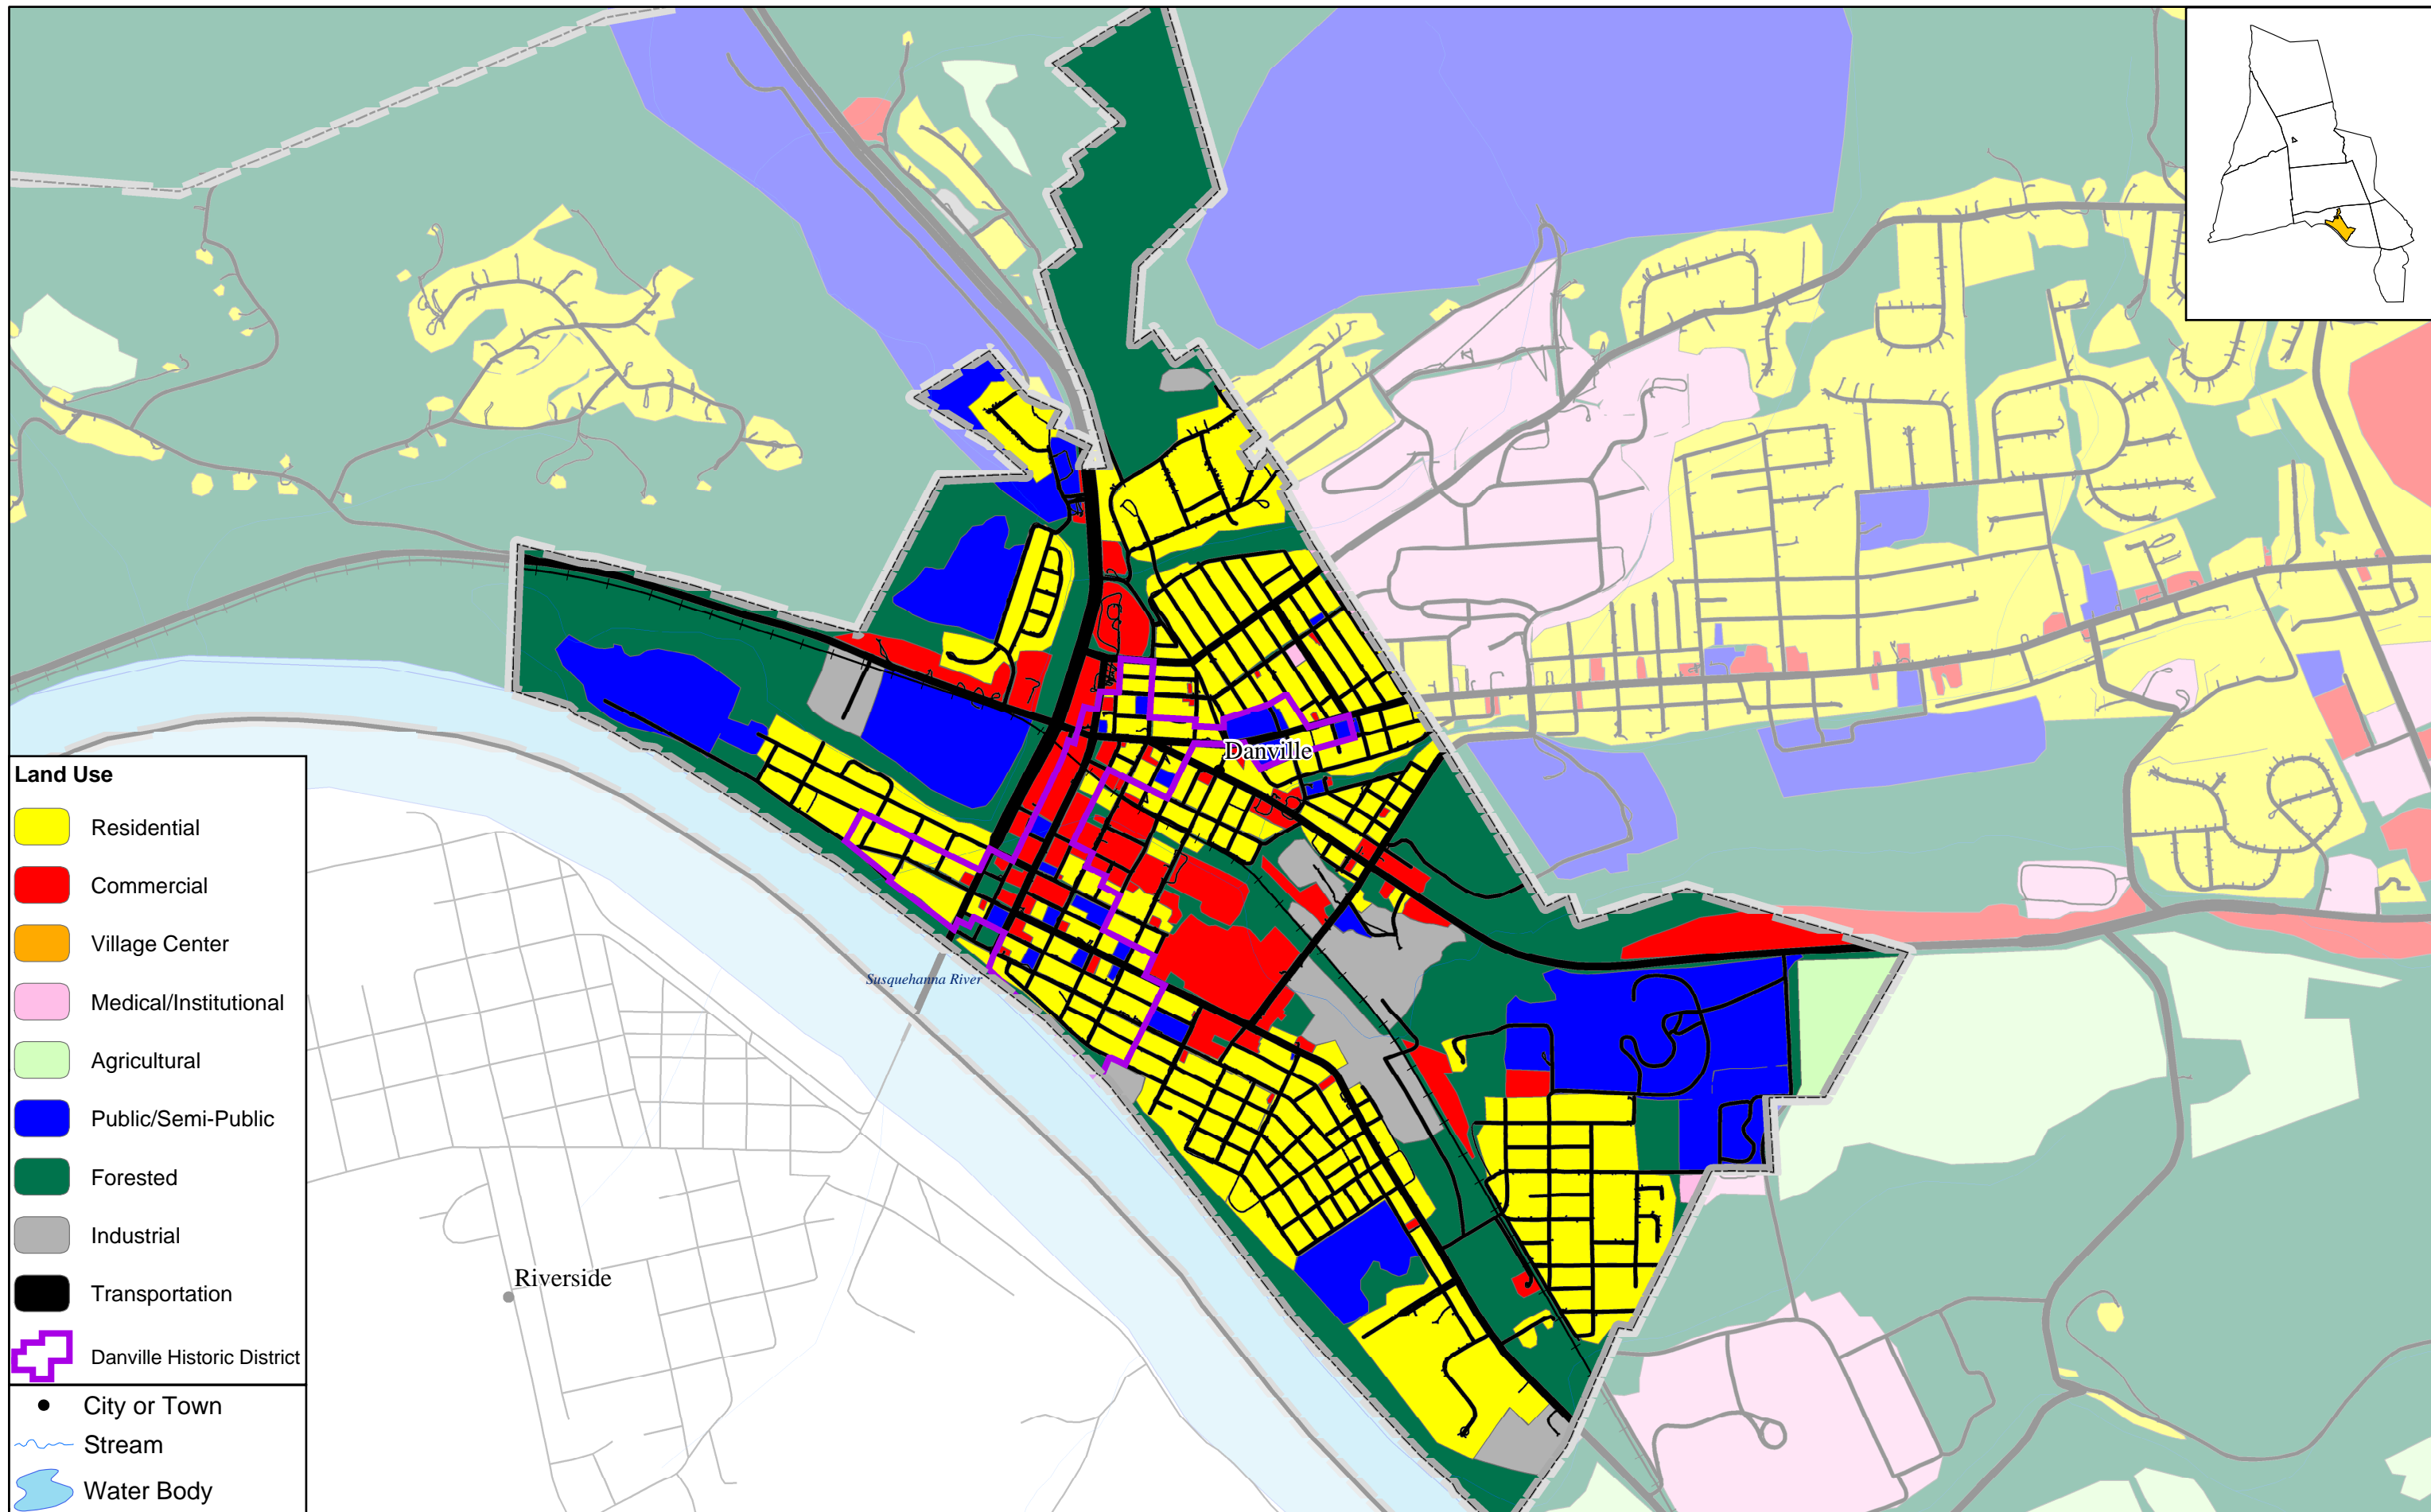 Danville
Susquehanna River
Riverside
Land Use
Residential
Commercial
Village Center
Medical/Institutional
Agricultural
Public/Semi-Public
Forested
Industrial
Transportation
Danville Historic District
City or Town
Stream
Water Body